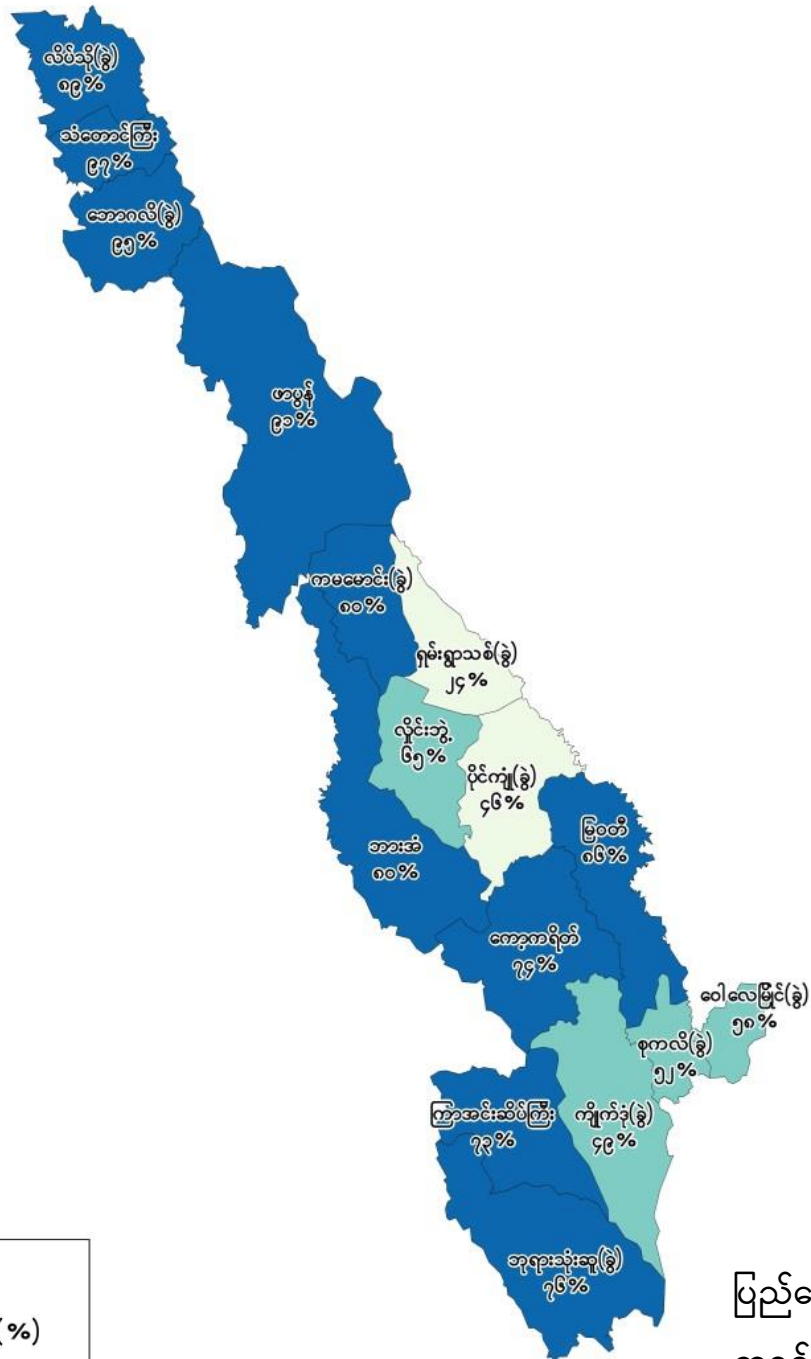 လိပ်သို(ခွဲ)
၈၉%
သံတောင်ကြီး
၉၇%
ဘောဂလိ(ခွဲ)
၉၅%
ဖာပွန်
၉၁%
ကမမောင်း(ခွဲ)
၈၀%
ရှမ်းရွာသစ်(ခွဲ)
၂၄%
လှိုင်းဘွဲ့
၆၅%
ပိုင်ကျုံ(ခွဲ)
၄၆%
မြဝတီ
၈၆%
ဘားအံ
၈၀%
ကော့ကရိတ်
၇၄%
ဝေါလေမြိုင်(ခွဲ)
၅၈%
စုကလိ(ခွဲ)
၅၂%
ကြာအင်းဆိပ်ကြီး
၇၃%
ကျိုက်ဒုံ(ခွဲ)
၄၉%
ဘုရားသုံးဆူ(ခွဲ)
၇၆%
(%)